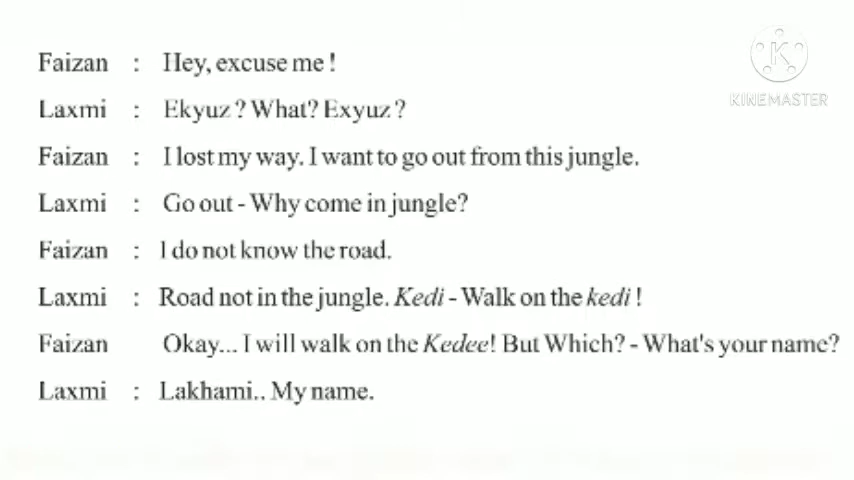 Faizan : Hey, excuse me !
Laxmi : Ekyuz ? What? Exyuz ?
Faizan : I lost my way. I want to go out from this jungle.
Laxmi : Go out - Why come in jungle?
Faizan : I do not know the road.
Laxmi : Road not in the jungle. Kedi - Walk on the kedi !
Faizan Okay... I will walk on the Kedee! But Which? - What's your name?
Laxmi : Lakhami.. My name.
K
KINEMASTER